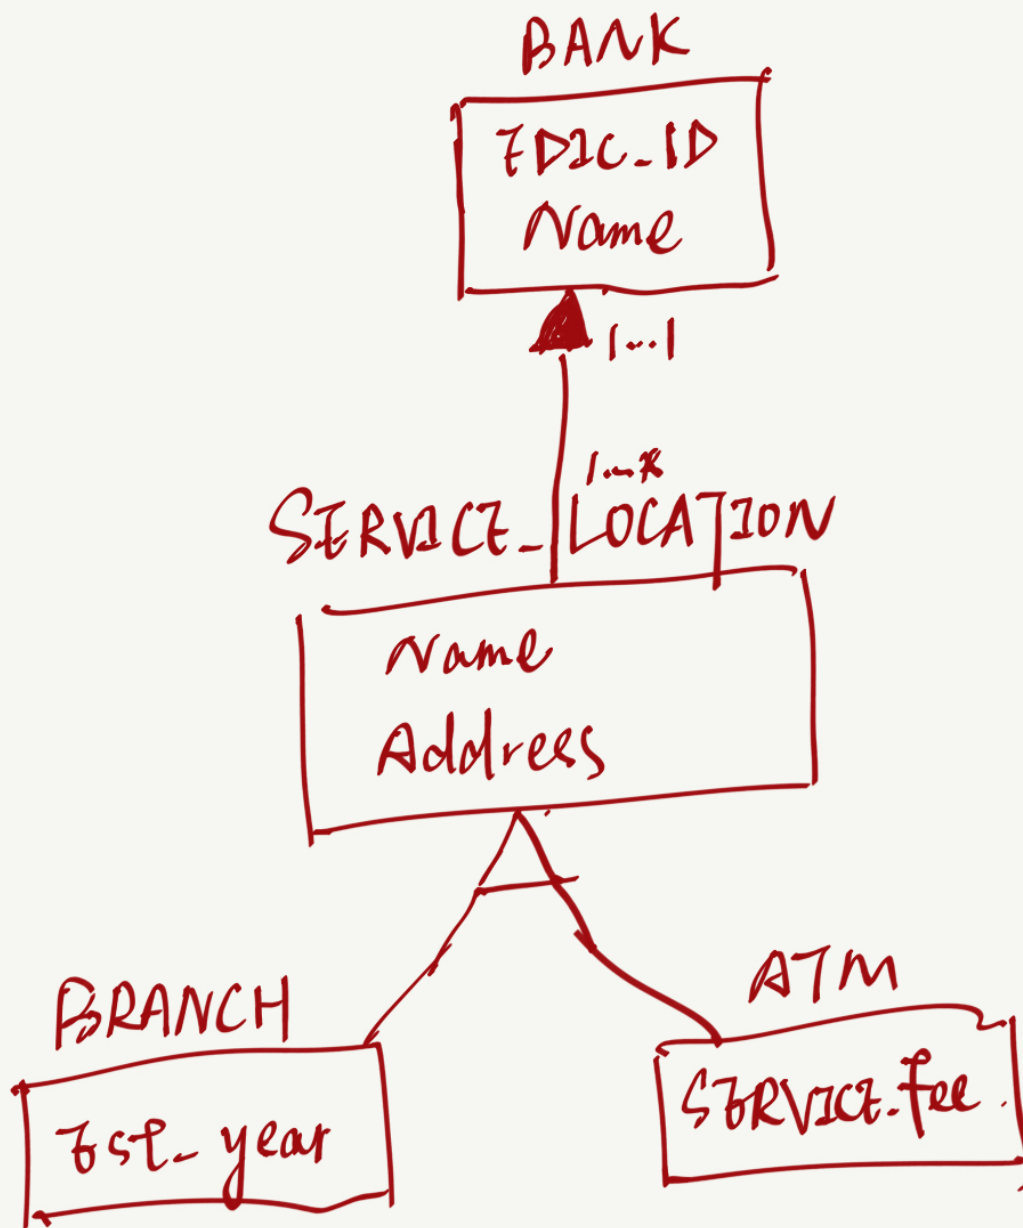 BANK
FDIC_ID
Name
1...1
1...*
SERVICE_LOCATION
Name
Address
BRANCH
ATM
Est_year
SERVICE_fee